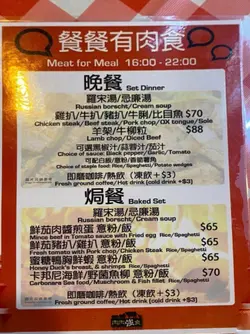 餐餐有肉食
Meat for Meal 16:00 - 22:00
晚餐 Set Dinner
羅宋湯/忌廉湯
Russian borscht/Cream soup
雞扒/牛扒/豬扒/牛脷/比目魚 $70
Chicken steak/Beef steak/Pork chop/OX tongue/Sole
羊架/牛柳粒 $88
Lamb chop/Diced Beef
可選黑椒汁/蒜蓉汁/茄汁
Choice of sauce: Black pepper/Garlic/Tomato
可配白飯/意粉/薯
Choice of staple food: Rice/Spaghetti/Potato wedges
即磨咖啡/熱飲 (凍飲+$3)
Fresh ground coffee/Hot drink (cold drink +$3)
焗餐 Baked Set
羅宋湯/忌廉湯
Russian borscht/Cream soup
鮮茄肉醬煎蛋 意粉/飯 $65
Mince beef in Tomato sauce with Fried egg Rice/Spaghetti
鮮茄豬扒/雞扒 意粉/飯 $65
Fresh tomato with Pork chop/Chicken Steak Rice/Spaghetti
蜜糖鴨胸鮮蝦 意粉/飯 $65
Honey Duck's breast, & shrimps Rice/Spaghetti
卡邦尼海鮮/野菌煎櫛 意粉/飯 $70
Carbonara Sea food/Muschroom & Fish fillet Rice/Spaghetti
即磨咖啡/熱飲 (凍飲+$3)
Fresh ground coffee/Hot drink (cold drink +$3)